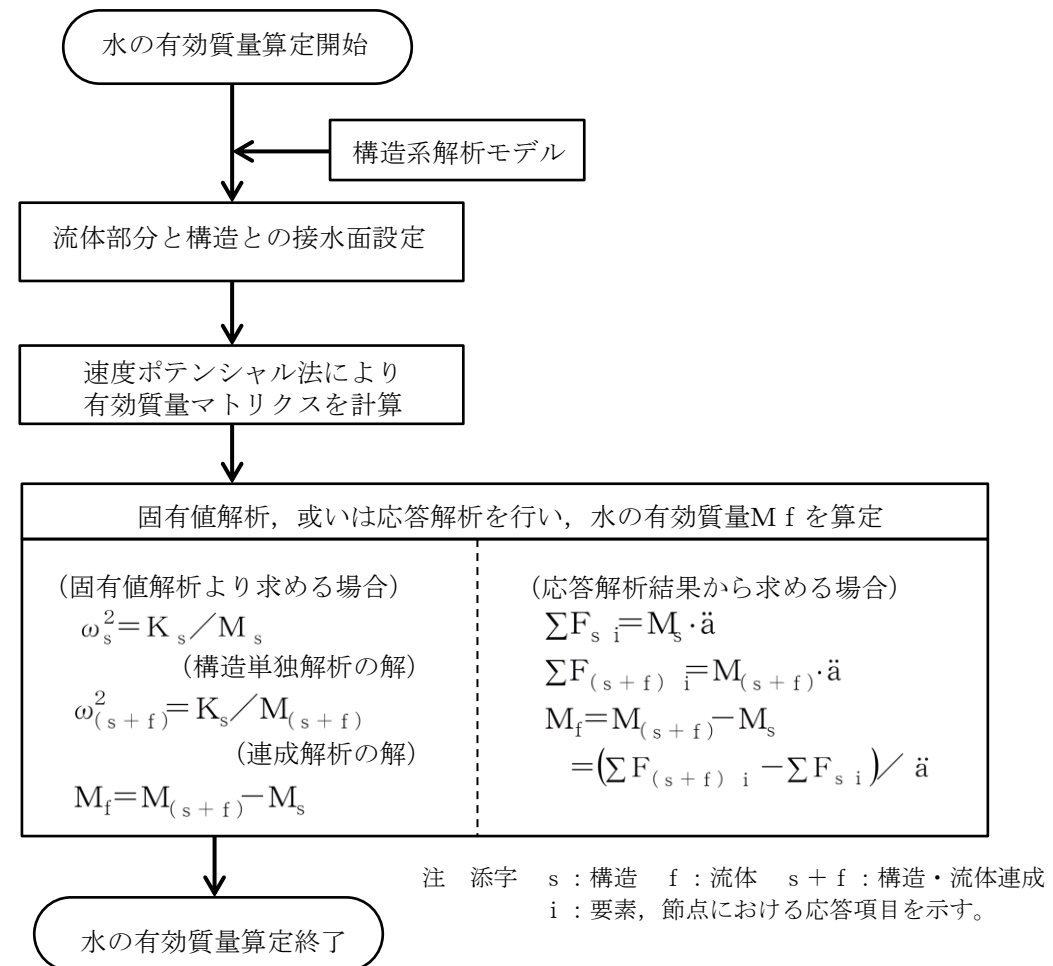 水の有効質量算定開始
構造系解析モデル
流体部分と構造との接水面設定
速度ポテンシャル法により
有効質量マトリクスを計算
固有値解析，或いは応答解析を行い，水の有効質量Mｆを算定
（固有値解析より求める場合）
ω_s^2＝K_s／M_s
（構造単独解析の解）
ω_(s+f)^2＝K_s／M_(s+f)
（連成解析の解）
M_f＝M_(s+f)－M_s
（応答解析結果から求める場合）
∑F_s i＝M_s・ä
∑F_(s+f) i＝M_(s+f)・ä
M_f＝M_(s+f)－M_s
＝(∑F_(s+f) i－∑F_s i)／ ä
注　添字　ｓ：構造　ｆ：流体　ｓ＋ｆ：構造・流体連成
ｉ：要素，節点における応答項目を示す。
水の有効質量算定終了